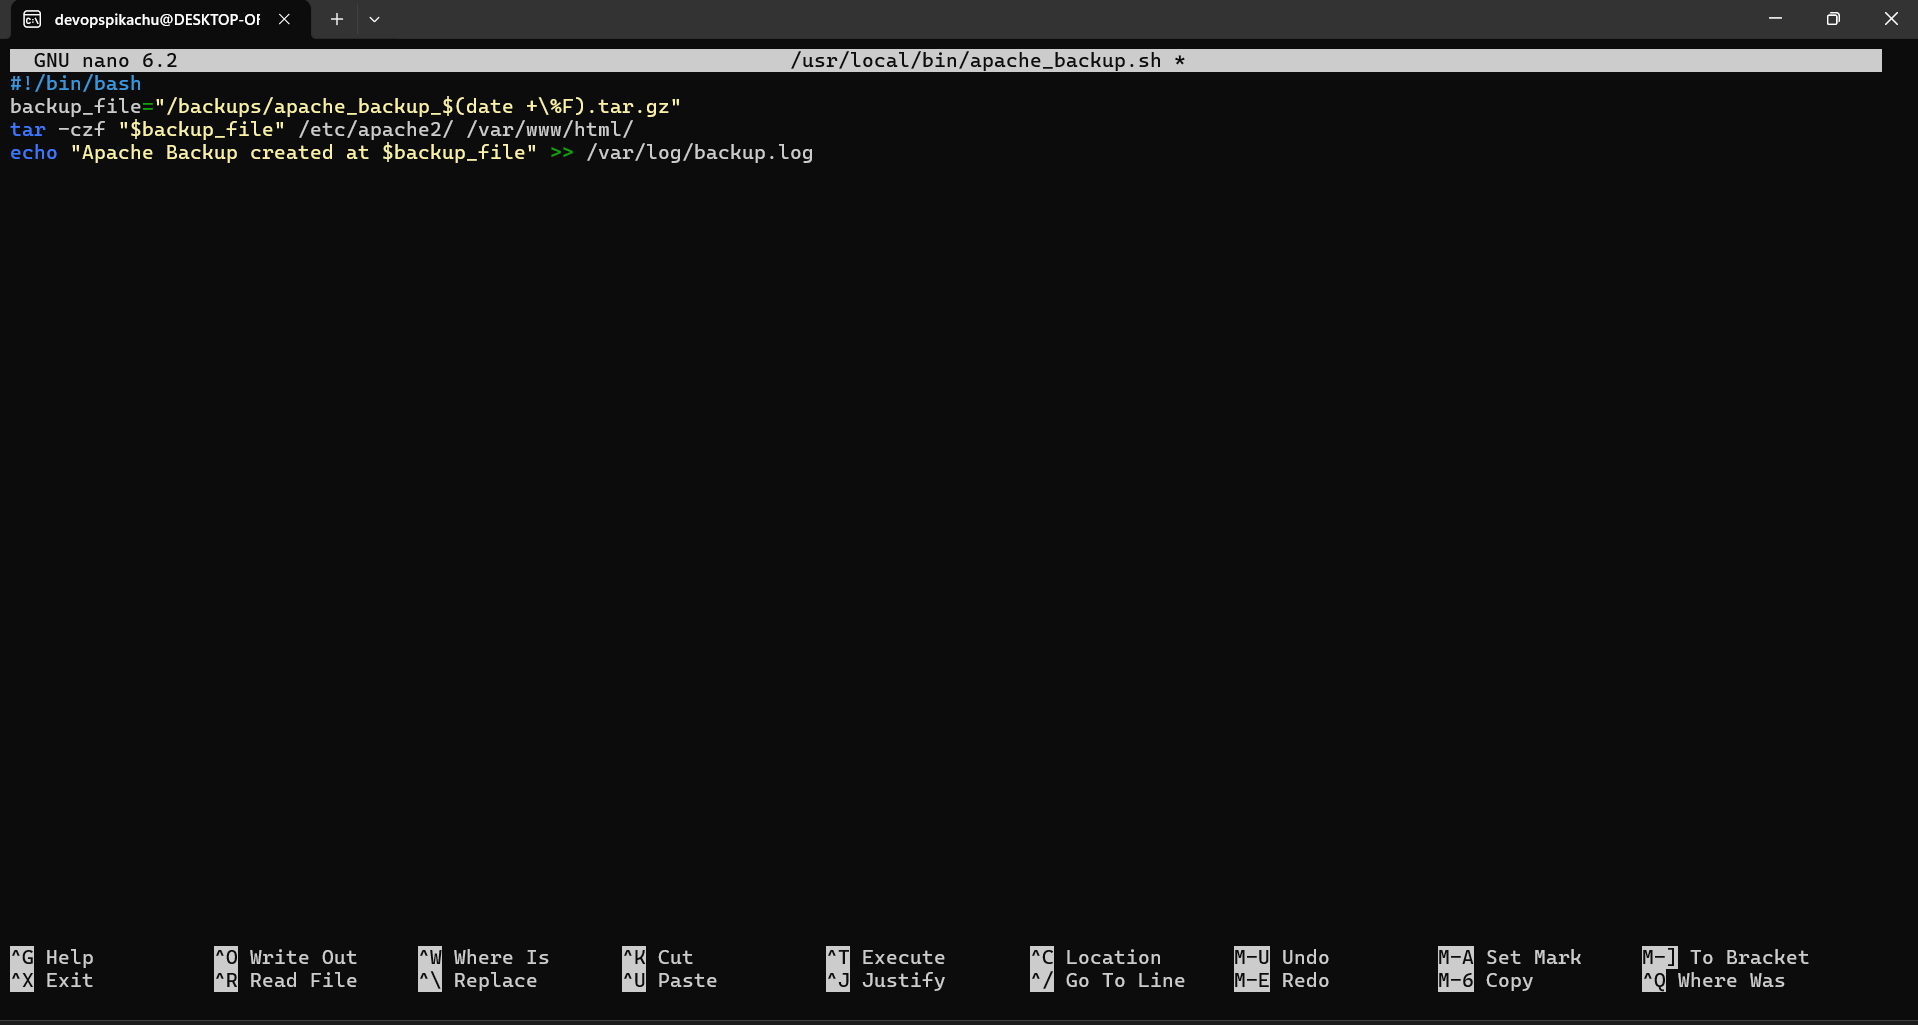 devopspikachu@DESKTOP-OF
GNU nano 6.2 /usr/local/bin/apache_backup.sh *
#!/bin/bash
backup_file="/backups/apache_backup_$(date +\%F).tar.gz"
tar -czf "$backup_file" /etc/apache2/ /var/www/html/
echo "Apache Backup created at $backup_file" >> /var/log/backup.log
^G Help ^O Write Out ^W Where Is ^K Cut ^T Execute ^C Location M-U Undo M-A Set Mark M-] To Bracket
^X Exit ^R Read File ^\ Replace ^U Paste ^J Justify ^/ Go To Line M-E Redo M-6 Copy ^Q Where Was